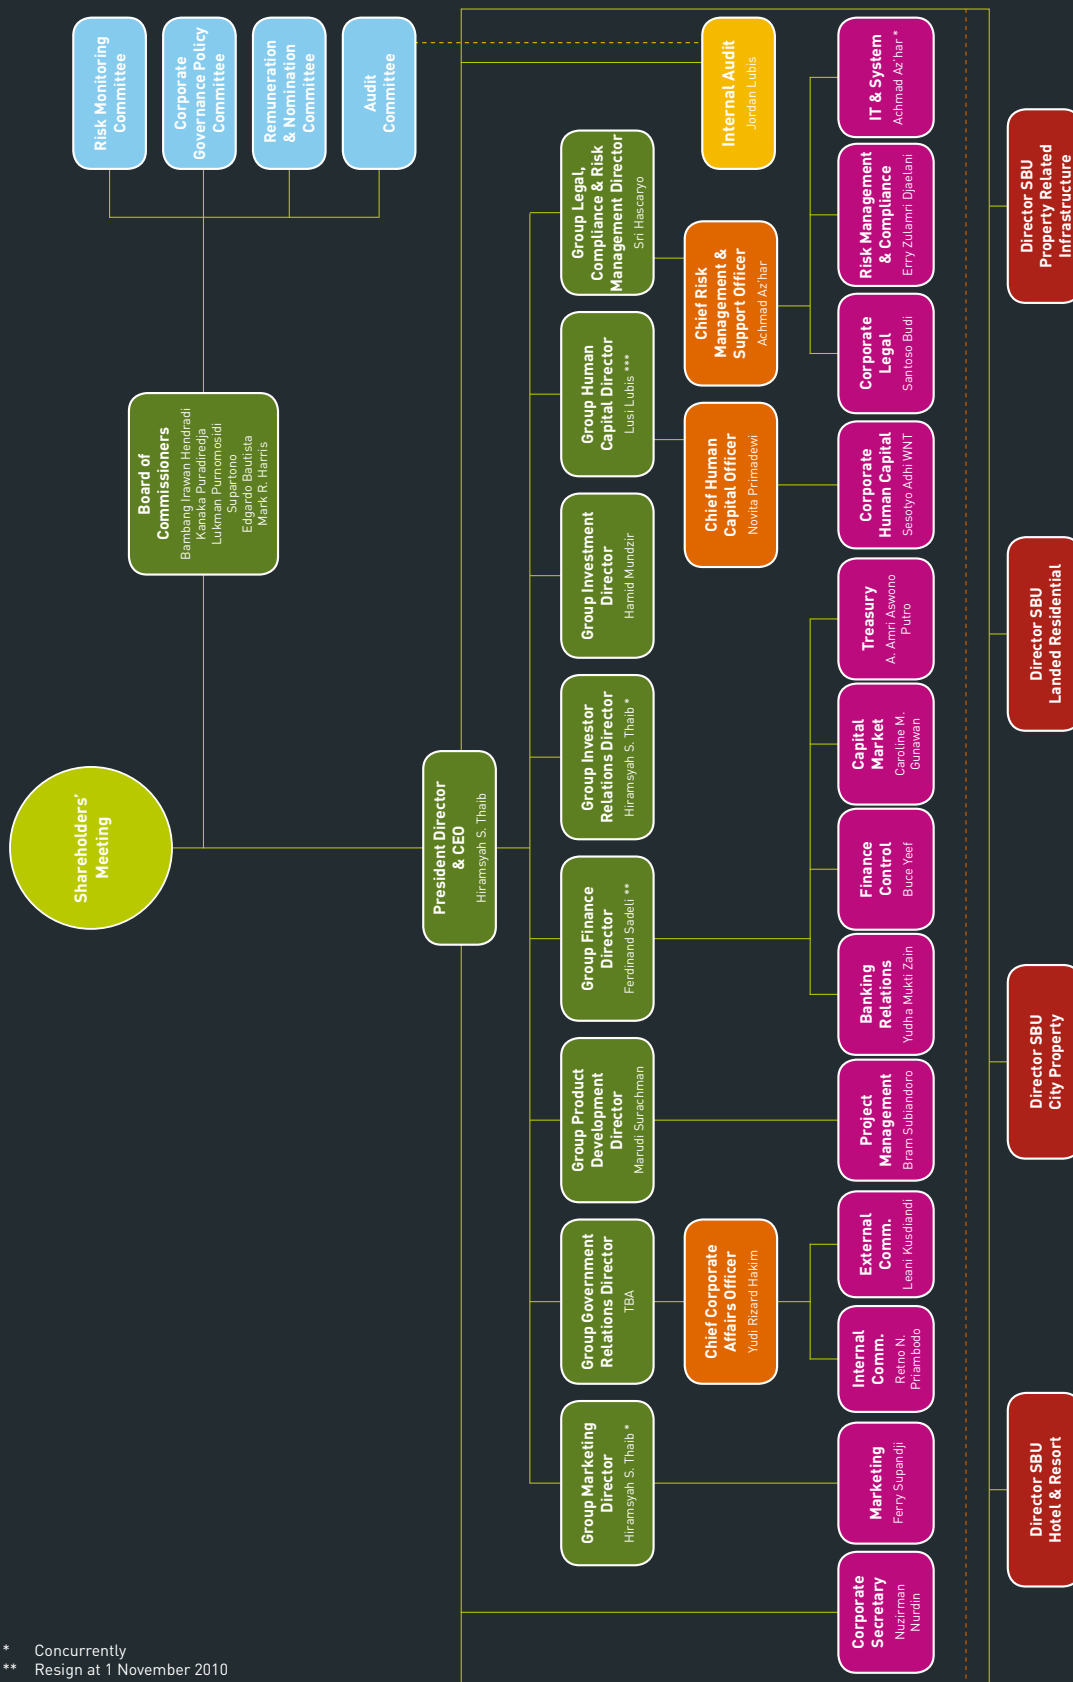 Shareholders'
Meeting
Board of
Commissioners
Bambang Irawan Hendradi
Kanaka Puradiredja
Lukman Purnomosidi
Supartono
Edgardo Bautista
Mark R. Harris
Risk Monitoring
Committee
Corporate
Governance Policy
Committee
Remuneration
& Nomination
Committee
Audit
Committee
President Director
& CEO
Hiramsyah S. Thaib
Internal Audit
Jordan Lubis
Group Marketing
Director
Hiramsyah S. Thaib *
Group Government
Relations Director
TBA
Group Product
Development
Director
Marudi Surachman
Group Finance
Director
Ferdinand Sadeli **
Group Investor
Relations Director
Hiramsyah S. Thaib *
Group Investment
Director
Hamid Mundzir
Group Human
Capital Director
Lusi Lubis ***
Group Legal,
Compliance & Risk
Management Director
Sri Hascaryo
Chief Corporate
Affairs Officer
Yudi Rizard Hakim
Chief Human
Capital Officer
Novita Primadewi
Chief Risk
Management &
Support Officer
Achmad Az'har
Corporate
Secretary
Nuzirman
Nurdin
Marketing
Ferry Supandji
Internal
Comm.
Retno N.
Priambodo
External
Comm.
Leani Kusdiandi
Project
Management
Bram Subiandoro
Banking
Relations
Yudha Mukti Zain
Finance
Control
Buce Yeef
Capital
Market
Caroline M.
Gunawan
Treasury
A. Amri Aswono
Putro
Corporate
Human Capital
Sesotyo Adhi WNT
Corporate
Legal
Santoso Budi
Risk Management
& Compliance
Erry Zulamri Djaelani
IT & System
Achmad Az'har *
Director SBU
Hotel & Resort
Director SBU
City Property
Director SBU
Landed Residential
Director SBU
Property Related
Infrastructure
* Concurrently
** Resign at 1 November 2010